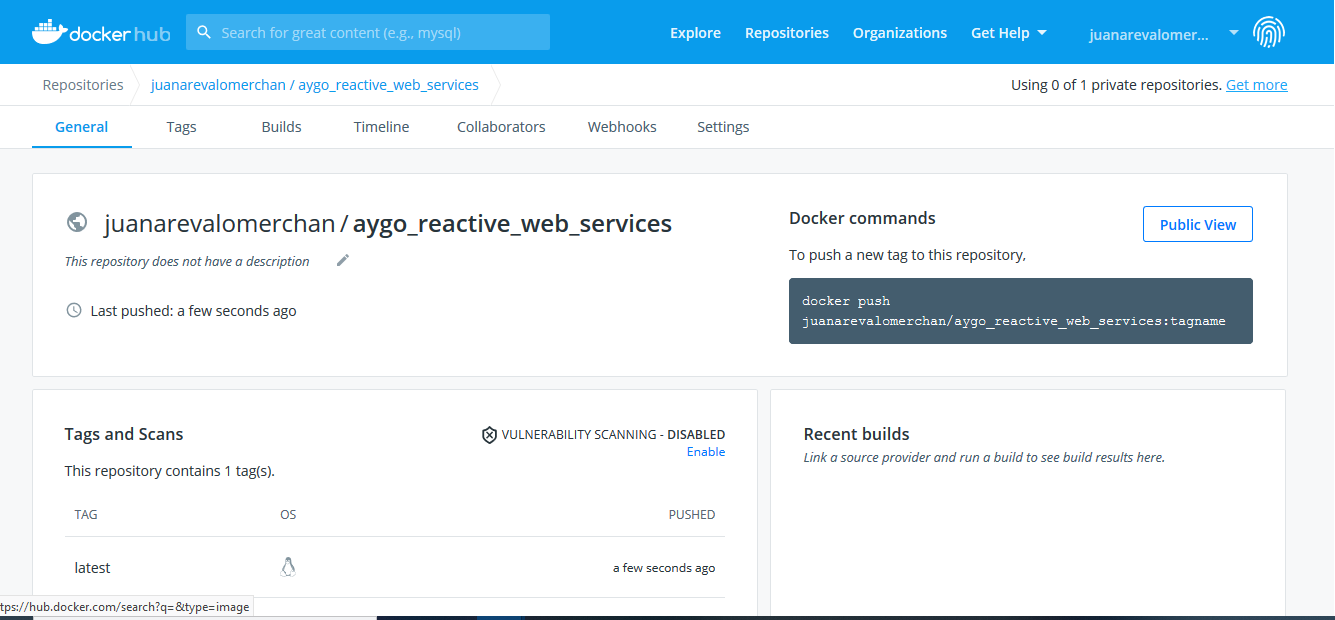 docker hub
Search for great content (e.g., mysql)
Explore
Repositories
Organizations
Get Help
juanarevalomer...
Repositories
juanarevalomerchan / aygo_reactive_web_services
Using 0 of 1 private repositories. Get more
General
Tags
Builds
Timeline
Collaborators
Webhooks
Settings
juanarevalomerchan / aygo_reactive_web_services
This repository does not have a description
Last pushed: a few seconds ago
Docker commands
Public View
To push a new tag to this repository,
docker push
juanarevalomerchan/aygo_reactive_web_services:tagname
Tags and Scans
VULNERABILITY SCANNING - DISABLED
Enable
This repository contains 1 tag(s).
TAG
OS
PUSHED
latest
a few seconds ago
Recent builds
Link a source provider and run a build to see build results here.
tps://hub.docker.com/search?q=&type=image